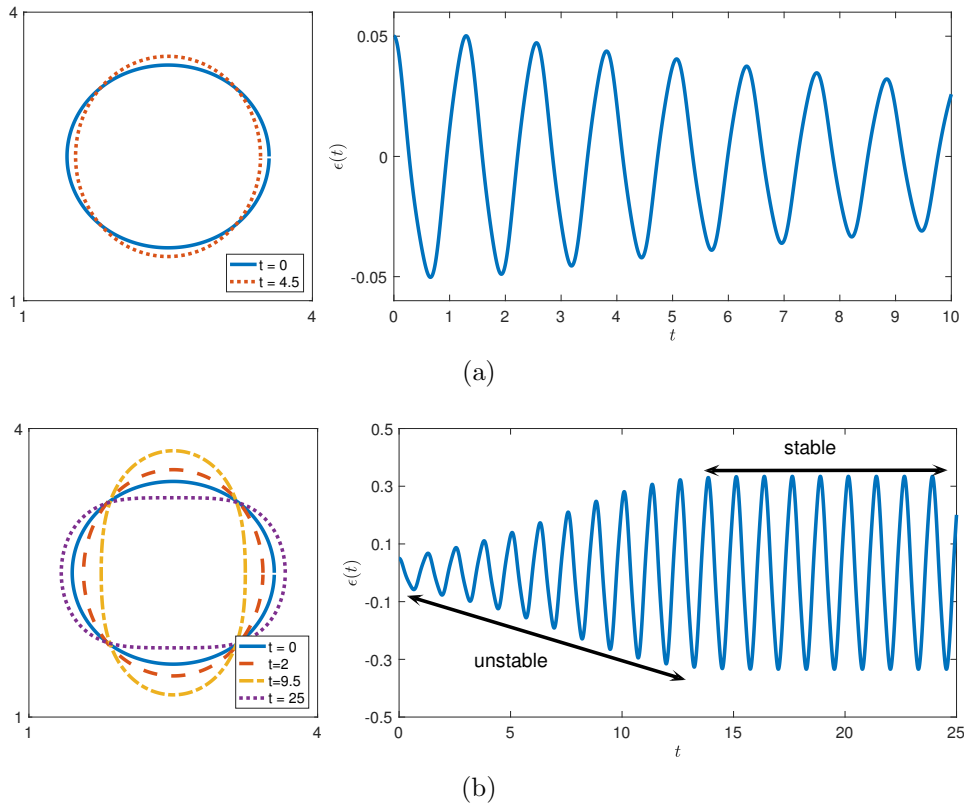 4
1
1
4
t = 0
t = 4.5
0.05
0
-0.05
ϵ(t)
0 1 2 3 4 5 6 7 8 9 10
t
(a)
4
1
1
4
t = 0
t=2
t=9.5
t = 25
0.5
0.3
0.1
-0.1
-0.3
-0.5
ϵ(t)
stable
unstable
0 5 10 15 20 25
t
(b)